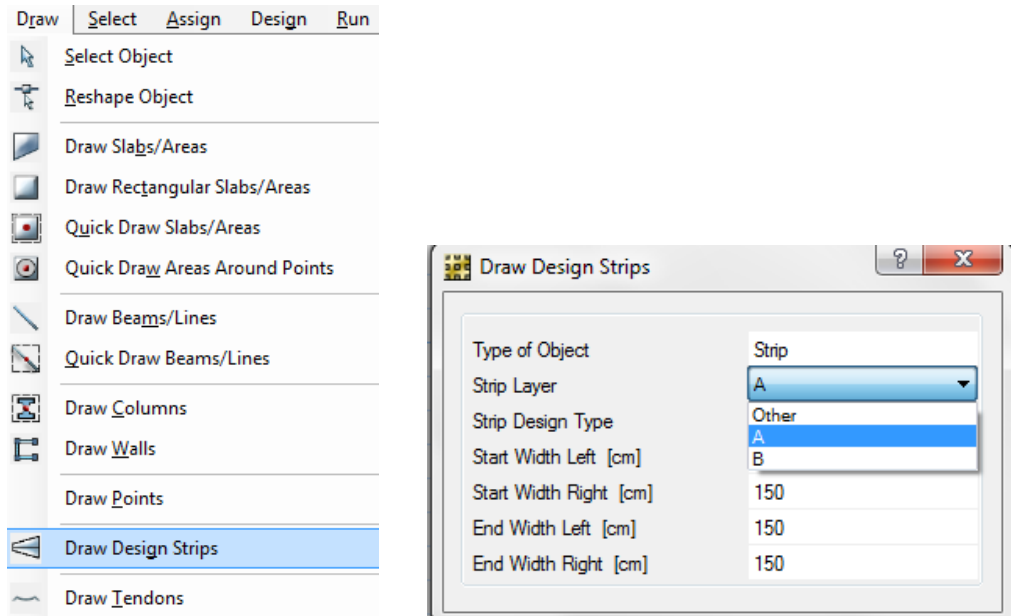 Draw Select Assign Design Run
Select Object
Reshape Object
Draw Slabs/Areas
Draw Rectangular Slabs/Areas
Quick Draw Slabs/Areas
Quick Draw Areas Around Points
Draw Beams/Lines
Quick Draw Beams/Lines
Draw Columns
Draw Walls
Draw Points
Draw Design Strips
Draw Tendons
Draw Design Strips
Type of Object Strip
Strip Layer A
Strip Design Type Other
A
Start Width Left [cm] B
Start Width Right [cm] 150
End Width Left [cm] 150
End Width Right [cm] 150